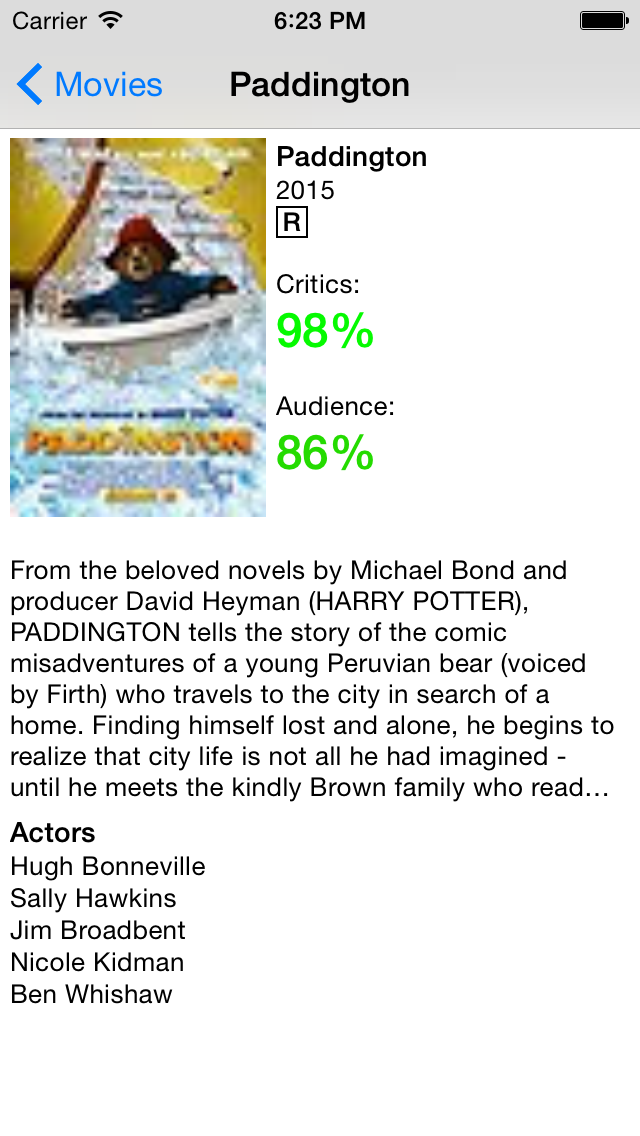 Carrier 6:23 PM
Movies Paddington
Paddington
2015
R
Critics:
98%
Audience:
86%
PADDINGTON
From the beloved novels by Michael Bond and
producer David Heyman (HARRY POTTER),
PADDINGTON tells the story of the comic
misadventures of a young Peruvian bear (voiced
by Firth) who travels to the city in search of a
home. Finding himself lost and alone, he begins to
realize that city life is not all he had imagined -
until he meets the kindly Brown family who read...
Actors
Hugh Bonneville
Sally Hawkins
Jim Broadbent
Nicole Kidman
Ben Whishaw